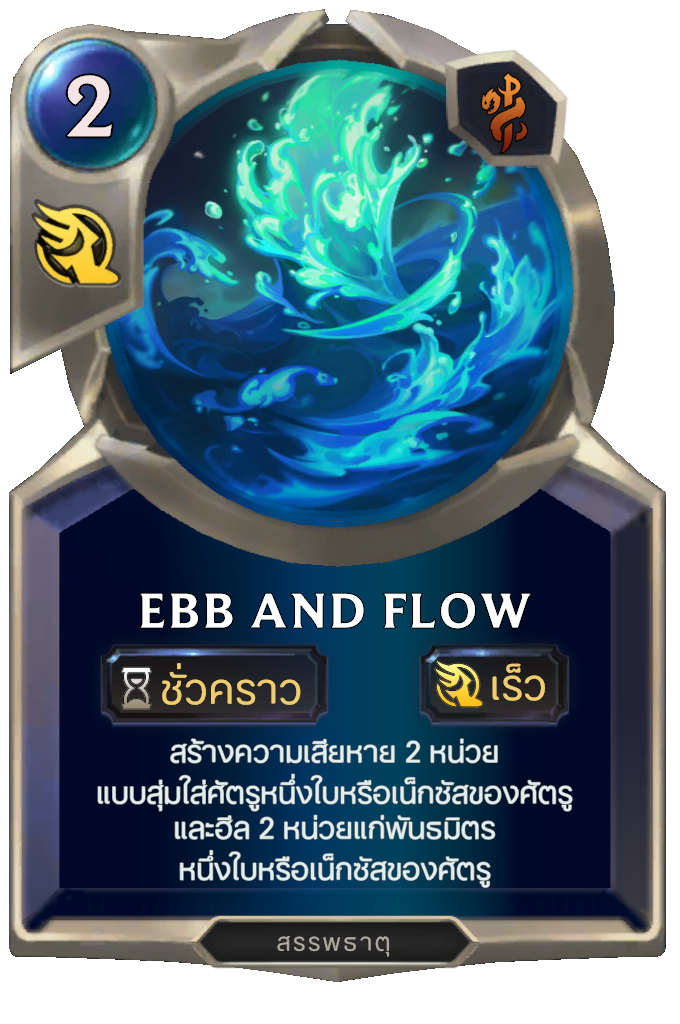 2
EBB AND FLOW
ชั่วคราว
เร็ว
สร้างความเสียหาย 2 หน่วย
แบบสุ่มใส่ศัตรูหนึ่งใบหรือเน็กซัสของศัตรู
และฮีล 2 หน่วยแก่พันธมิตร
หนึ่งใบหรือเน็กซัสของศัตรู
สรรพธาตุ